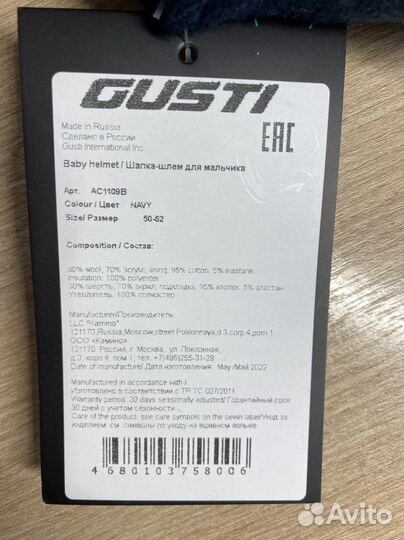 GUSTI
Made in Russia
Сделано в России
Gusti International Inc
EAC
Baby helmet / Шапка-шлем для мальчика
Арт. AC1109B
Colour / Цвет NAVY
Size/ Размер 50-52
Composition / Состав:
30% wool, 70% acrylic; lining: 95% cotton, 5% elastane
insulation: 100% polyester
30% шерсть, 70% акрил, подкладка: 95% хлопок, 5% эластан
Утеплитель: 100% полиэстер
Manufacturer/Производитель:
LLC "Kamino"
121170,Russia,Moscow,street Poklonnaya,d 3,corp 4,pom 1
ООО «Камино»
121170, Россия, г. Москва, ул. Поклонная,
д.3, корп 4, пом 1, тел. +7(495)255-31-28
Date of manufacture/ Дата изготовления: May /Май 2022
Manufactured in accordance with /
Изготовлено в соответствии с ТР ТС 007/2011
Warranty period: 30 days seasonally adjusted/ Гарантийный срок:
30 дней с учетом сезонности
Care of the product: see care symbols on the sewn label/Уход за
изделием: см. символы по уходу на вшивном ярлыке
4680103758006
Avito